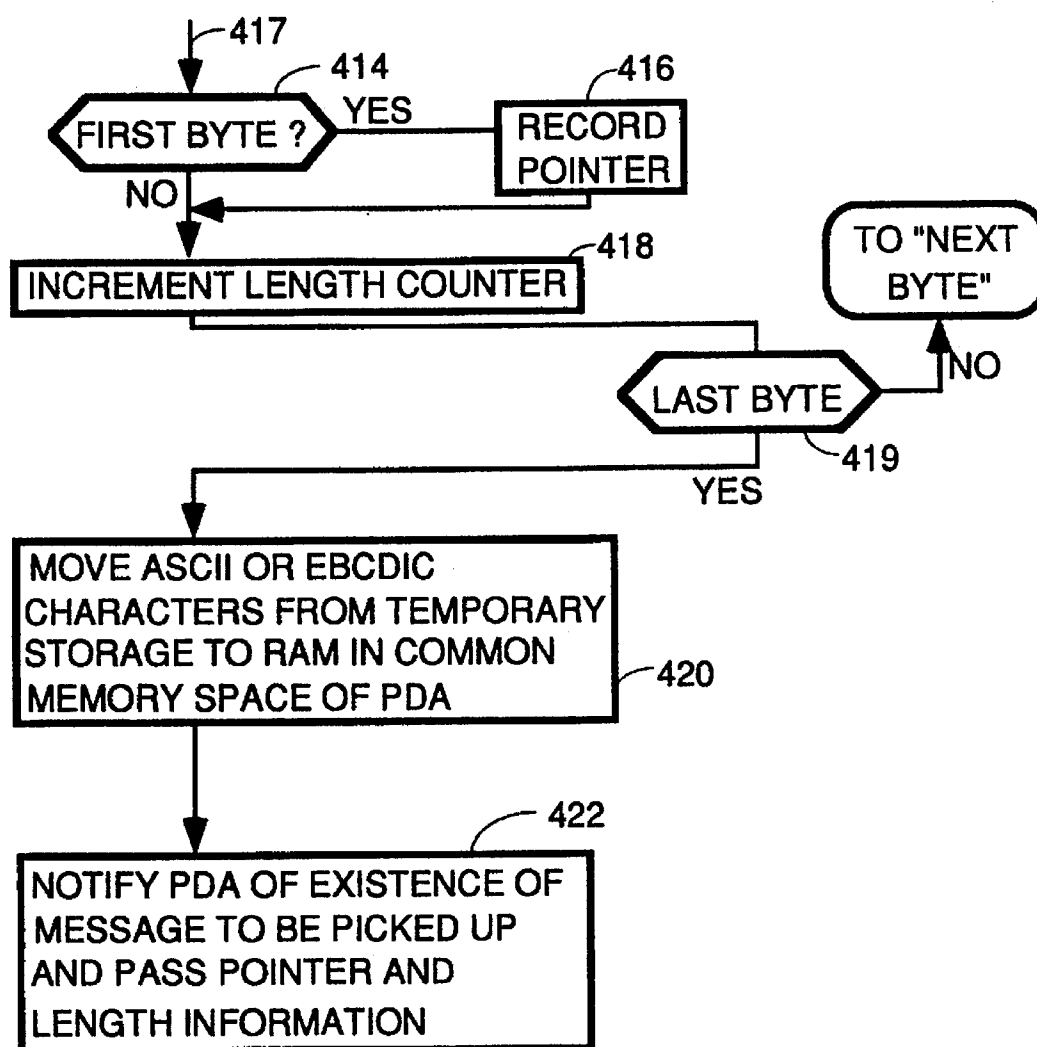 417
414
416
FIRST BYTE ?
YES
RECORD
POINTER
NO
418
INCREMENT LENGTH COUNTER
TO "NEXT
BYTE"
NO
LAST BYTE
419
YES
MOVE ASCII OR EBCDIC
CHARACTERS FROM TEMPORARY
STORAGE TO RAM IN COMMON
MEMORY SPACE OF PDA
420
422
NOTIFY PDA OF EXISTENCE OF
MESSAGE TO BE PICKED UP
AND PASS POINTER AND
LENGTH INFORMATION